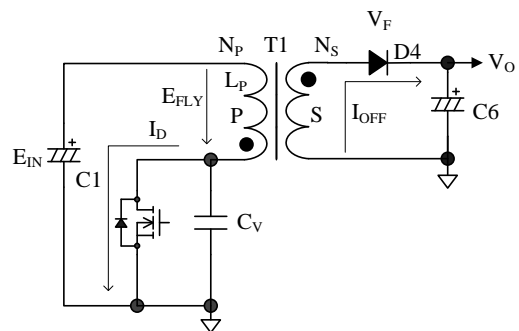 V_F
N_P T1 N_S D4 V_O
L_P
E_FLY
P S I_OFF C6
I_D
E_IN
C1
C_V
+
+